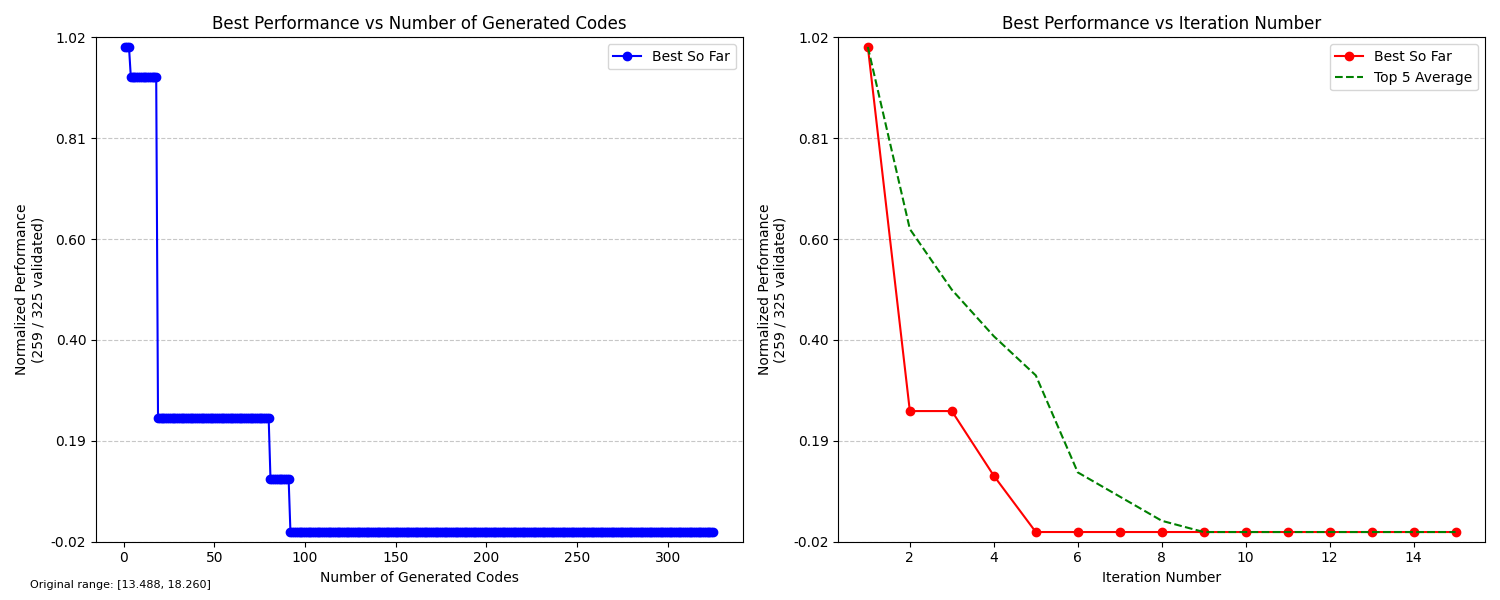 Best Performance vs Number of Generated Codes
1.02
0.81
0.60
0.40
0.19
-0.02
Normalized Performance
(259 / 325 validated)
Best So Far
0
50
100
150
200
250
300
Number of Generated Codes
Original range: [13.488, 18.260]
Best Performance vs Iteration Number
1.02
0.81
0.60
0.40
0.19
-0.02
Normalized Performance
(259 / 325 validated)
Best So Far
Top 5 Average
2
4
6
8
10
12
14
Iteration Number